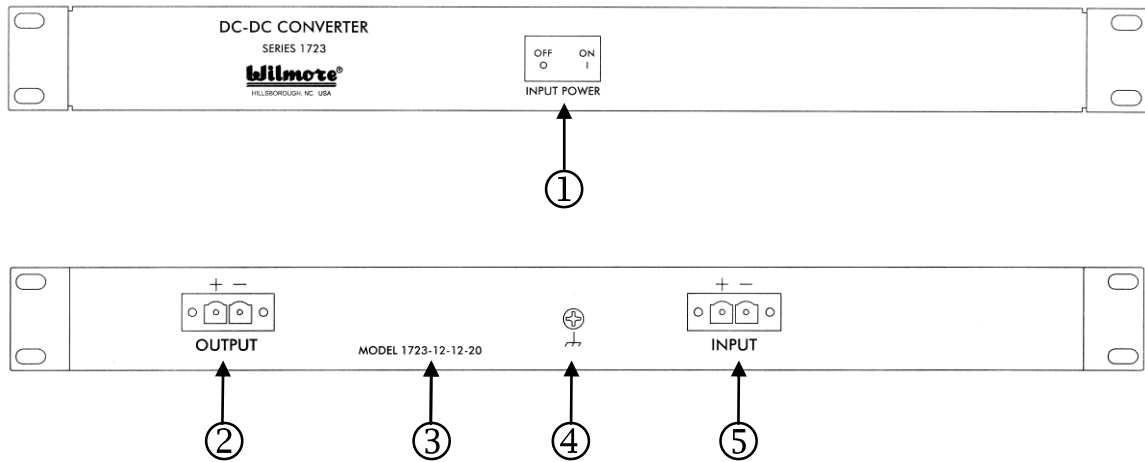 DC-DC CONVERTER
SERIES 1723
Wilmore®
HILLSBOROUGH, NC USA
OFF ON
O I
INPUT POWER
①
+ − + −
OUTPUT MODEL 1723-12-12-20 INPUT
② ③ ④ ⑤